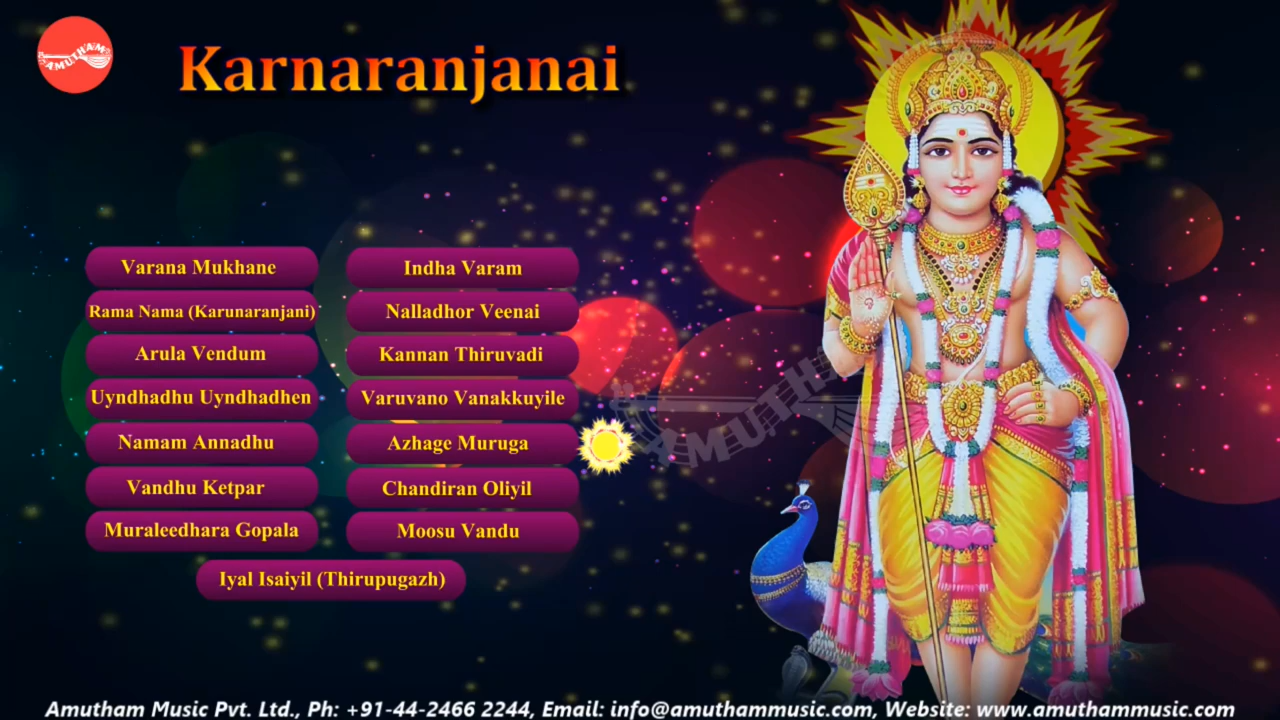 AMUTHAM
Karnaranjanai
Varana Mukhane
Rama Nama (Karunaranjani)
Arula Vendum
Uyndhadhu Uyndhadhen
Namam Annadhu
Vandhu Ketpar
Muraleedhara Gopala
Indha Varam
Nalladhor Veenai
Kannan Thiruvadi
Varuvano Vanakkuyile
Azhage Muruga
Chandiran Oliyil
Moosu Vandu
Iyal Isaiyil (Thirupugazh)
AMUTHAM
Amutham Music Pvt. Ltd., Ph: +91-44-2466 2244, Email: info@amuthammusic.com, Website: www.amuthammusic.com